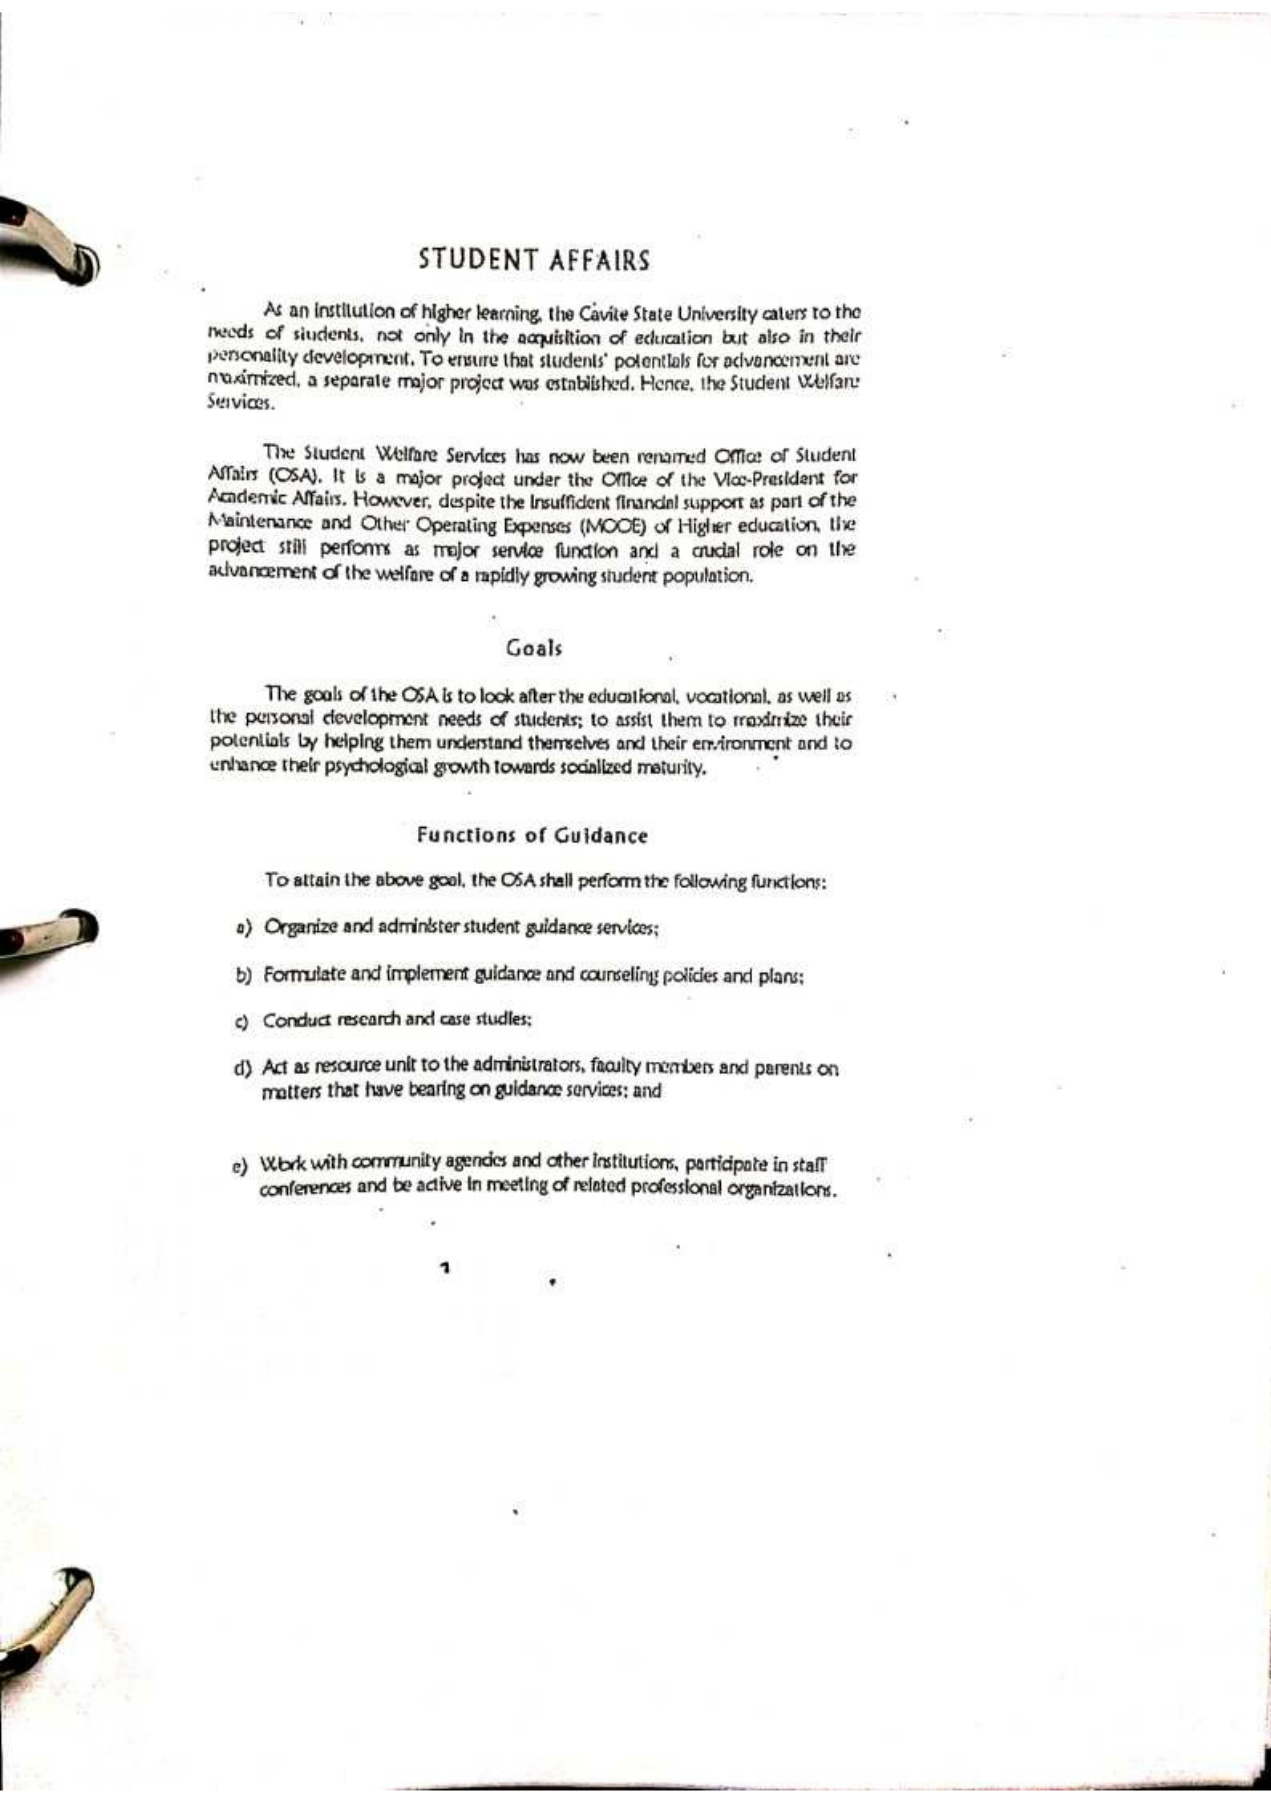 STUDENT AFFAIRS
As an institution of higher learning, the Cavite State University caters to the
needs of students, not only in the acquisition of education but also in their
personality development. To ensure that students' potentials for advancement are
maximized, a separate major project was established. Hence, the Student Welfare
Services.
The Student Welfare Services has now been renamed Office of Student
Affairs (OSA). It is a major project under the Office of the Vice-President for
Academic Affairs. However, despite the insufficient financial support as part of the
Maintenance and Other Operating Expenses (MOOE) of Higher education, the
project still performs as major service function and a crucial role on the
advancement of the welfare of a rapidly growing student population.
Goals
The goals of the OSA is to look after the educational, vocational, as well as
the personal development needs of students; to assist them to maximize their
potentials by helping them understand themselves and their environment and to
enhance their psychological growth towards socialized maturity.
Functions of Guidance
To attain the above goal, the OSA shall perform the following functions:
a) Organize and administer student guidance services;
b) Formulate and implement guidance and counseling policies and plans;
c) Conduct research and case studies;
d) Act as resource unit to the administrators, faculty members and parents on
matters that have bearing on guidance services; and
e) Work with community agencies and other institutions, participate in staff
conferences and be active in meeting of related professional organizations.
1